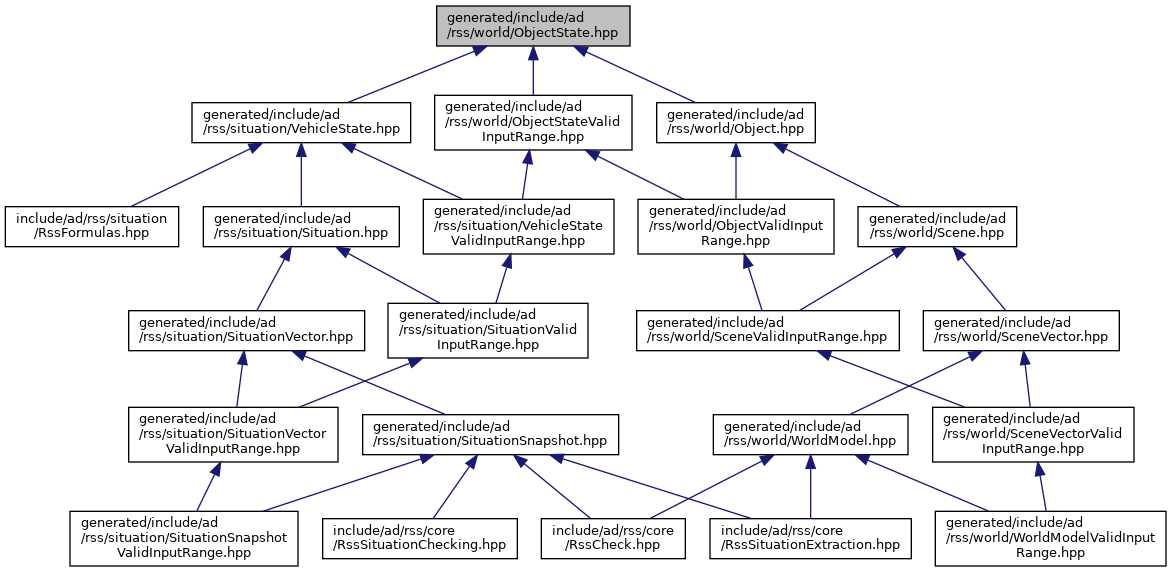 generated/include/ad
/rss/world/ObjectState.hpp
generated/include/ad
/rss/situation/VehicleState.hpp
generated/include/ad
/rss/world/ObjectStateValid
InputRange.hpp
generated/include/ad
/rss/world/Object.hpp
include/ad/rss/situation
/RssFormulas.hpp
generated/include/ad
/rss/situation/Situation.hpp
generated/include/ad
/rss/situation/VehicleState
ValidInputRange.hpp
generated/include/ad
/rss/world/ObjectValidInput
Range.hpp
generated/include/ad
/rss/world/Scene.hpp
generated/include/ad
/rss/situation/SituationVector.hpp
generated/include/ad
/rss/situation/SituationValid
InputRange.hpp
generated/include/ad
/rss/world/SceneValidInputRange.hpp
generated/include/ad
/rss/world/SceneVector.hpp
generated/include/ad
/rss/situation/SituationVector
ValidInputRange.hpp
generated/include/ad
/rss/situation/SituationSnapshot.hpp
generated/include/ad
/rss/world/WorldModel.hpp
generated/include/ad
/rss/world/SceneVectorValid
InputRange.hpp
generated/include/ad
/rss/situation/SituationSnapshot
ValidInputRange.hpp
include/ad/rss/core
/RssSituationChecking.hpp
include/ad/rss/core
/RssCheck.hpp
include/ad/rss/core
/RssSituationExtraction.hpp
generated/include/ad
/rss/world/WorldModelValidInput
Range.hpp